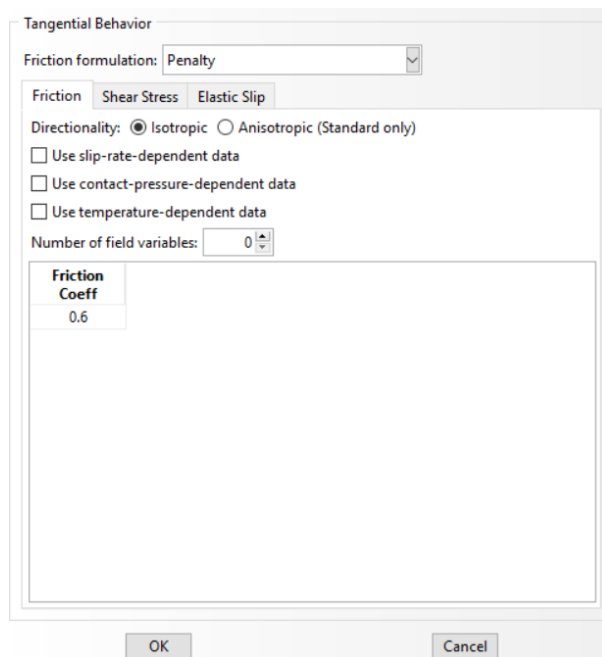 Tangential Behavior
Friction formulation: Penalty
Friction Shear Stress Elastic Slip
Directionality: Isotropic Anisotropic (Standard only)
Use slip-rate-dependent data
Use contact-pressure-dependent data
Use temperature-dependent data
Number of field variables: 0
Friction
Coeff
0.6
OK Cancel